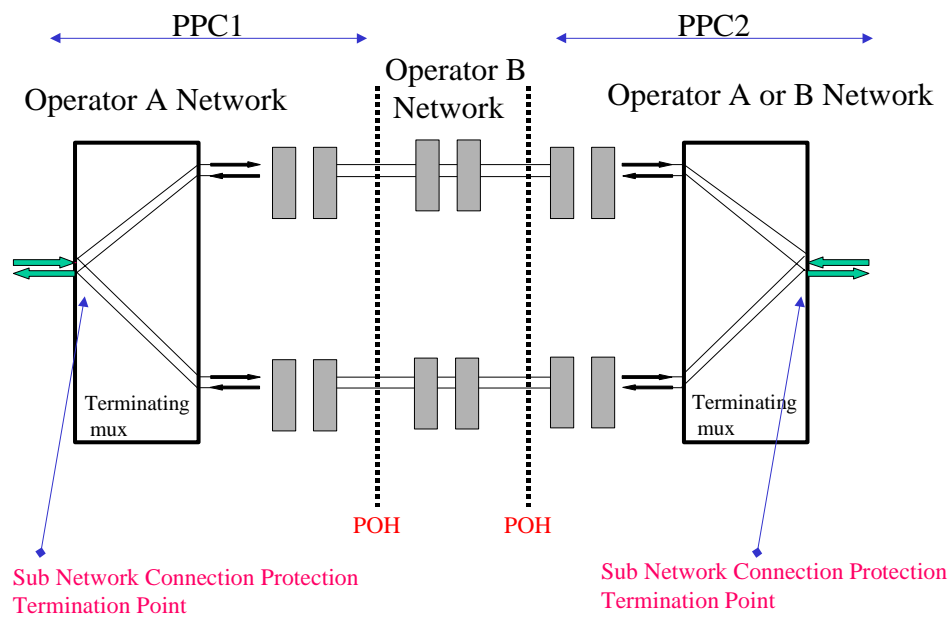 PPC1
PPC2
Operator B
Network
Operator A Network
Operator A or B Network
Terminating
mux
Terminating
mux
POH
POH
Sub Network Connection Protection
Termination Point
Sub Network Connection Protection
Termination Point